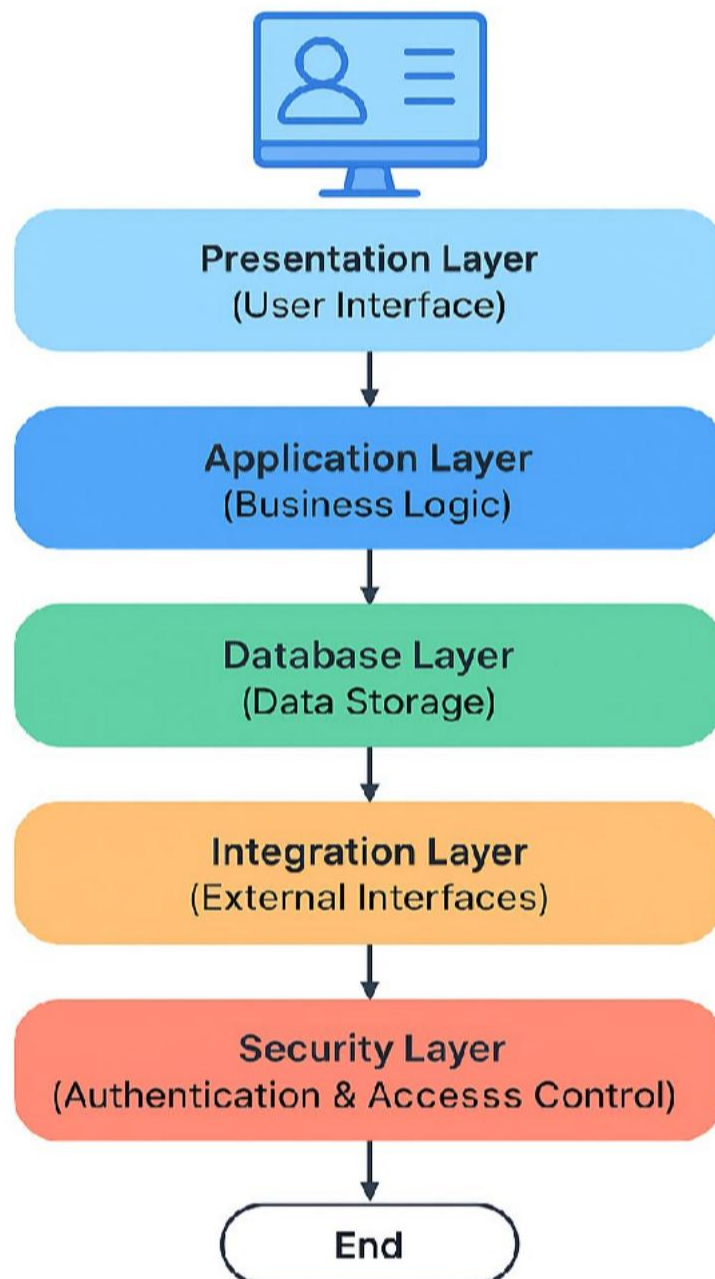 Presentation Layer
(User Interface)
Application Layer
(Business Logic)
Database Layer
(Data Storage)
Integration Layer
(External Interfaces)
Security Layer
(Authentication & Accesss Control)
End